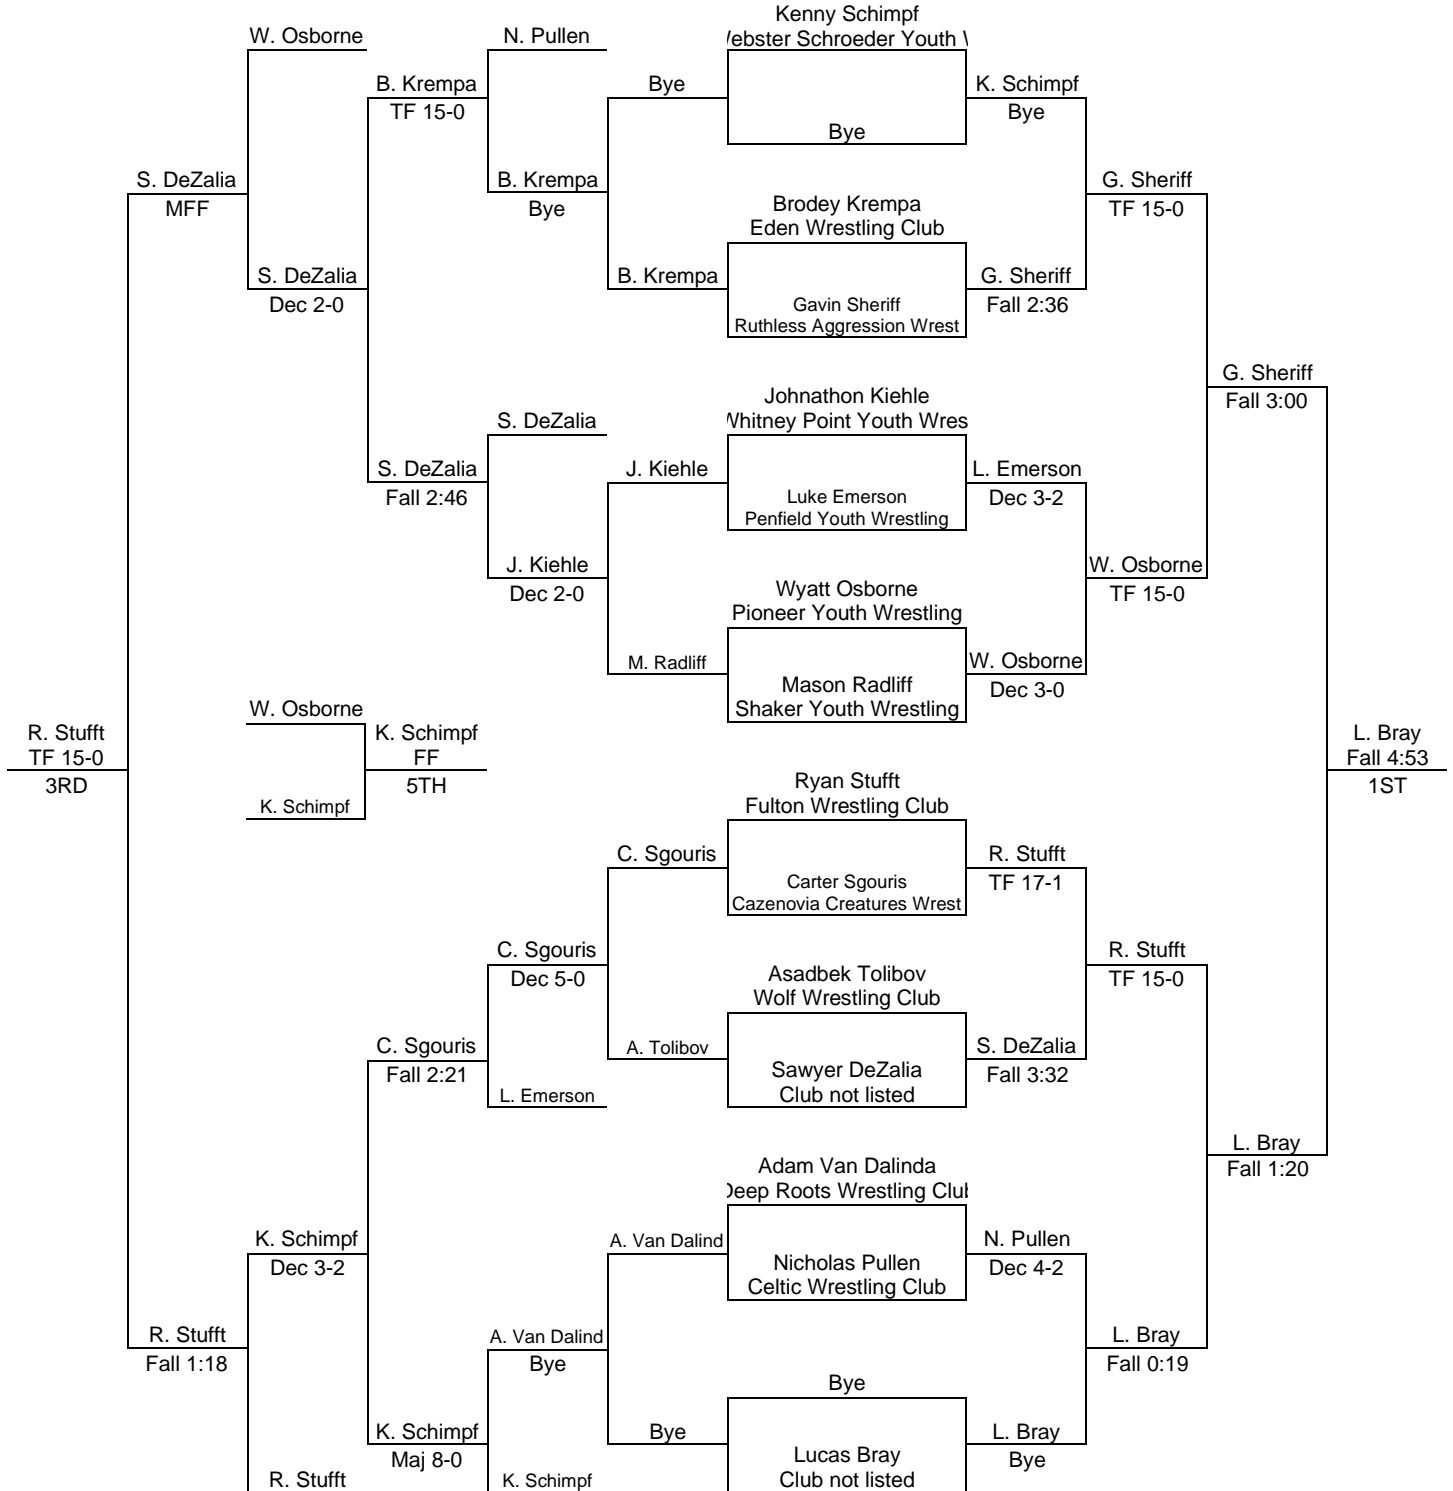 Kenny Schimpf
W. Osborne
N. Pullen
ebster Schroeder Youth
B. Krempa
Bye
K. Schimpf
TF 15-0
Bye
Bye
S. DeZalia
B. Krempa
G. Sheriff
MFF
Bye
Brodey Krempa
TF 15-0
Eden Wrestling Club
S. DeZalia
B. Krempa
G. Sheriff
Dec 2-0
Gavin Sheriff
Fall 2:36
Ruthless Aggression Wrest
G. Sheriff
Johnathon Kiehle
Fall 3:00
S. DeZalia
Whitney Point Youth Wres
S. DeZalia
J. Kiehle
L. Emerson
Fall 2:46
Luke Emerson
Dec 3-2
Penfield Youth Wrestling
J. Kiehle
W. Osborne
Dec 2-0
Wyatt Osborne
TF 15-0
Pioneer Youth Wrestling
M. Radliff
W. Osborne
Mason Radliff
Dec 3-0
W. Osborne
Shaker Youth Wrestling
R. Stufft
K. Schimpf
L. Bray
TF 15-0
FF
Fall 4:53
3RD
5TH
Ryan Stufft
1ST
K. Schimpf
Fulton Wrestling Club
C. Sgouris
R. Stufft
Carter Sgouris
TF 17-1
Cazenovia Creatures Wrest
C. Sgouris
R. Stufft
Dec 5-0
Asadbek Tolibov
TF 15-0
Wolf Wrestling Club
C. Sgouris
A. Tolibov
S. DeZalia
Fall 2:21
Sawyer DeZalia
Fall 3:32
L. Emerson
Club not listed
L. Bray
Adam Van Dalinda
Fall 1:20
Deep Roots Wrestling Club
K. Schimpf
A. Van Dalind
N. Pullen
Dec 3-2
Nicholas Pullen
Dec 4-2
Celtic Wrestling Club
R. Stufft
A. Van Dalind
L. Bray
Fall 1:18
Bye
Fall 0:19
Bye
K. Schimpf
Bye
L. Bray
Maj 8-0
Lucas Bray
Bye
R. Stufft
K. Schimpf
Club not listed